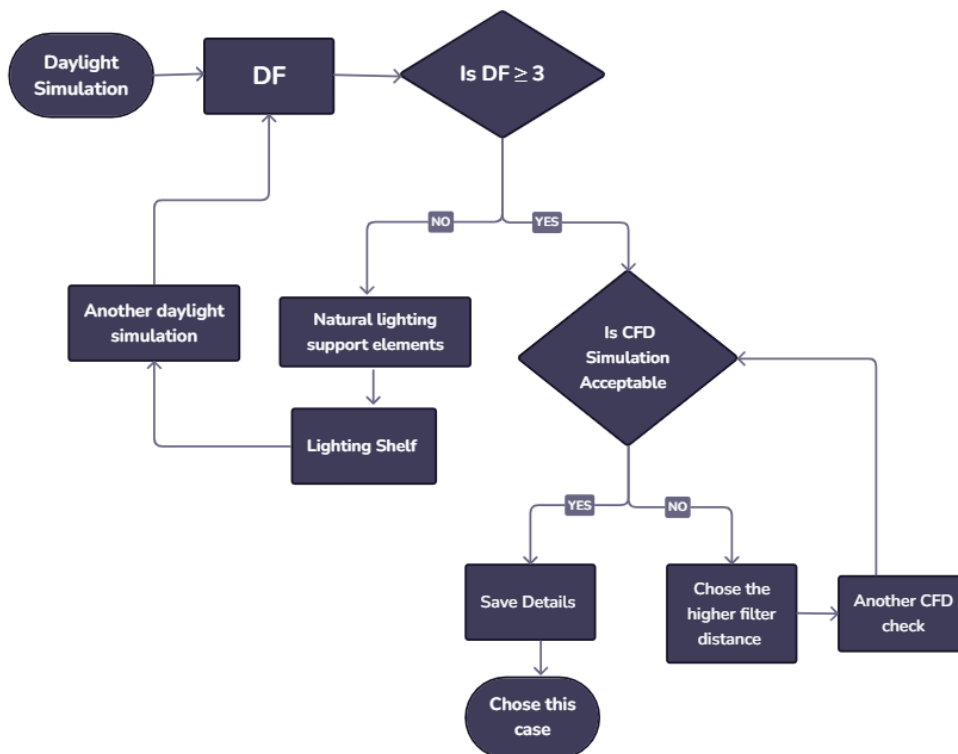 Daylight
Simulation
DF
Is DF ≥ 3
NO
YES
Another daylight
simulation
Natural lighting
support elements
Is CFD
Simulation
Acceptable
Lighting Shelf
YES
NO
Save Details
Chose the
higher filter
distance
Another CFD
check
Chose this
case